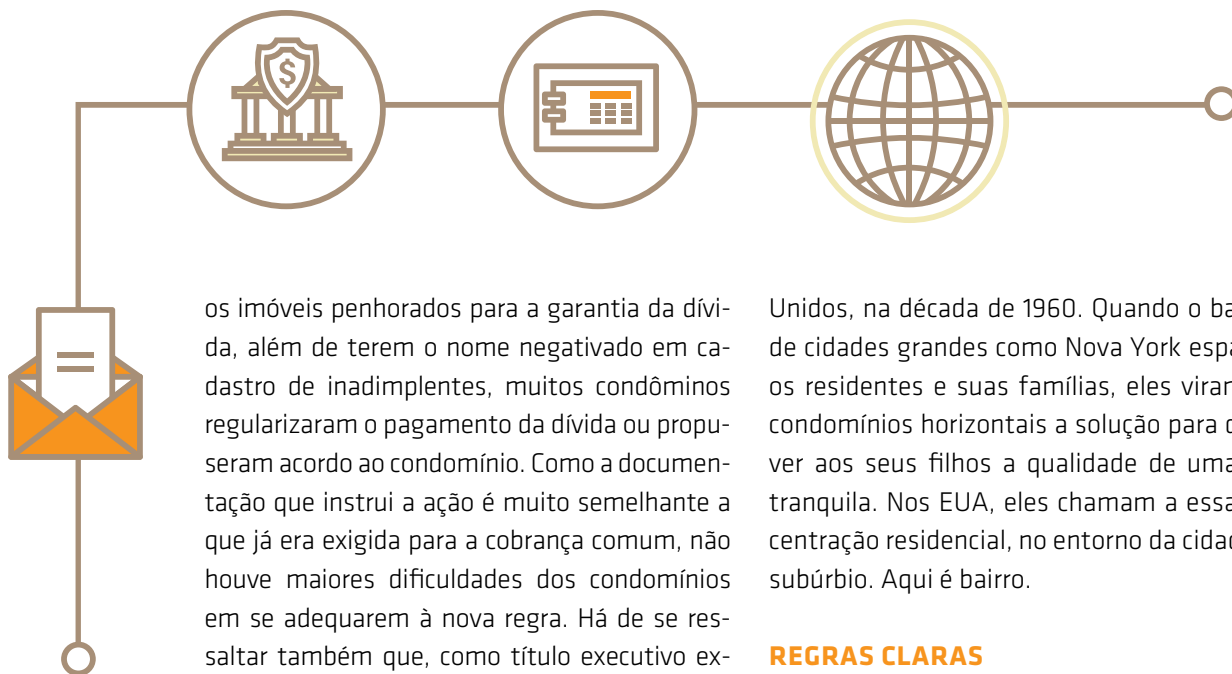 $
os imóveis penhorados para a garantia da dívi-
da, além de terem o nome negativado em ca-
dastro de inadimplentes, muitos condôminos
regularizaram o pagamento da dívida ou propu-
seram acordo ao condomínio. Como a documen-
tação que instrui a ação é muito semelhante a
que já era exigida para a cobrança comum, não
houve maiores dificuldades dos condomínios
em se adequarem à nova regra. Há de se res-
saltar também que, como título executivo ex-
Unidos, na década de 1960. Quando o ba
de cidades grandes como Nova York espa
os residentes e suas famílias, eles viram
condomínios horizontais a solução para
ver aos seus filhos a qualidade de uma
tranquila. Nos EUA, eles chamam a essa
centração residencial, no entorno da cidad
subúrbio. Aqui é bairro.
REGRAS CLARAS